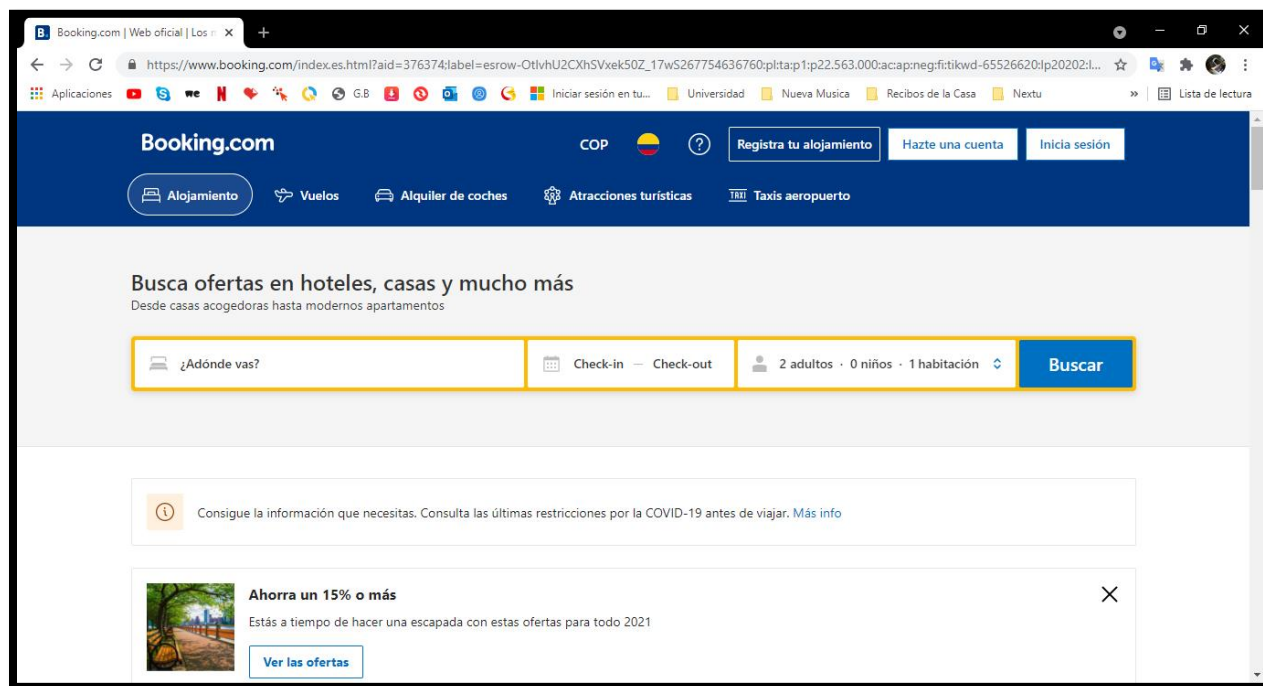 Booking.com | Web oficial | Los
https://www.booking.com/index.es.html?aid=376374;label=esrow-OtIvhU2CXhSVxek50Z_17wS267754636760:pl:ta:p1:p22.563.000:ac:ap:neg:fi:tikwd-65526620:lp20202:l...
Aplicaciones we N G.B Iniciar sesión en tu... Universidad Nueva Musica Recibos de la Casa Nextu » Lista de lectura
Booking.com COP Registra tu alojamiento Hazte una cuenta Inicia sesión
Alojamiento Vuelos Alquiler de coches Atracciones turísticas TAXI Taxis aeropuerto
Busca ofertas en hoteles, casas y mucho más
Desde casas acogedoras hasta modernos apartamentos
¿Adónde vas? Check-in — Check-out 2 adultos · 0 niños · 1 habitación Buscar
Consigue la información que necesitas. Consulta las últimas restricciones por la COVID-19 antes de viajar. Más info
Ahorra un 15% o más
Estás a tiempo de hacer una escapada con estas ofertas para todo 2021
Ver las ofertas